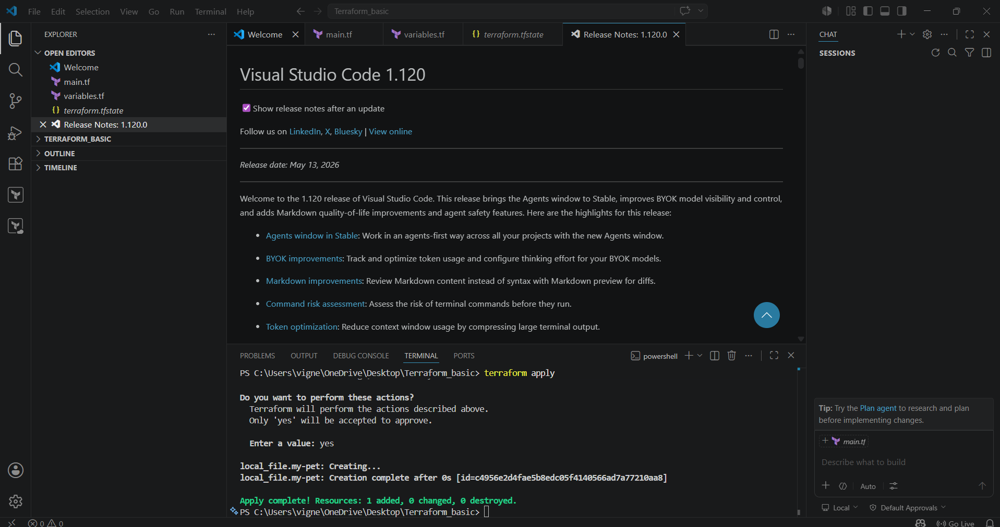 File Edit Selection View Go Run Terminal Help
Terraform_basic
EXPLORER
OPEN EDITORS
Welcome
main.tf
variables.tf
terraform.tfstate
Release Notes: 1.120.0
TERRAFORM_BASIC
OUTLINE
TIMELINE
Welcome main.tf variables.tf terraform.tfstate Release Notes: 1.120.0
Visual Studio Code 1.120
Show release notes after an update
Follow us on LinkedIn, X, Bluesky | View online
Release date: May 13, 2026
Welcome to the 1.120 release of Visual Studio Code. This release brings the Agents window to Stable, improves BYOK model visibility and control,
and adds Markdown quality-of-life improvements and agent safety features. Here are the highlights for this release:
• Agents window in Stable: Work in an agents-first way across all your projects with the new Agents window.
• BYOK improvements: Track and optimize token usage and configure thinking effort for your BYOK models.
• Markdown improvements: Review Markdown content instead of syntax with Markdown preview for diffs.
• Command risk assessment: Assess the risk of terminal commands before they run.
• Token optimization: Reduce context window usage by compressing large terminal output.
PROBLEMS OUTPUT DEBUG CONSOLE TERMINAL PORTS
powershell
PS C:\Users\vigne\OneDrive\Desktop\Terraform_basic> terraform apply
Do you want to perform these actions?
Terraform will perform the actions described above.
Only 'yes' will be accepted to approve.
Enter a value: yes
local_file.my-pet: Creating...
local_file.my-pet: Creation complete after 0s [id=c4956e2d4fae5b8edc05f4140566ad7a77210aa8]
Apply complete! Resources: 1 added, 0 changed, 0 destroyed.
PS C:\Users\vigne\OneDrive\Desktop\Terraform_basic>
CHAT
SESSIONS
Tip: Try the Plan agent to research and plan
before implementing changes.
main.tf
Describe what to build
Auto
Local Default Approvals
0 0
Go Live